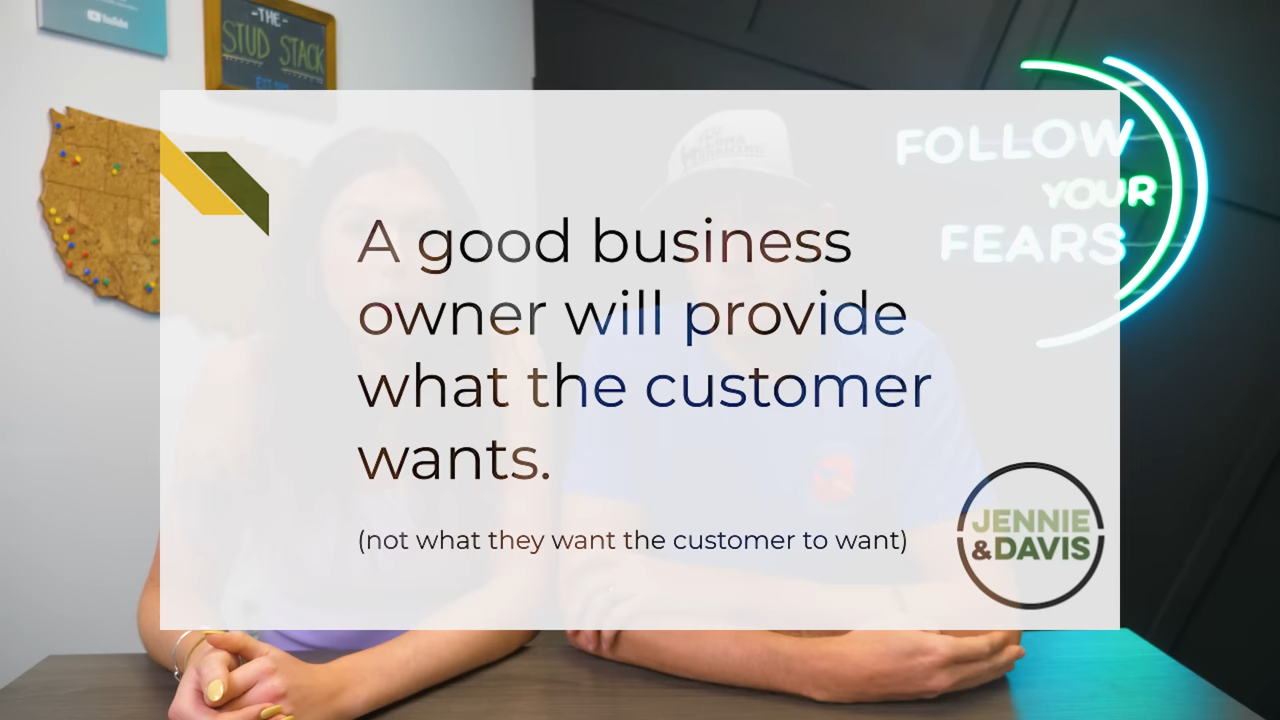 YouTube
-THE-
STUD STACK
FOLLOW
YOUR
FEARS
A good business
owner will provide
what the customer
wants.
(not what they want the customer to want)
JENNIE
&DAVIS